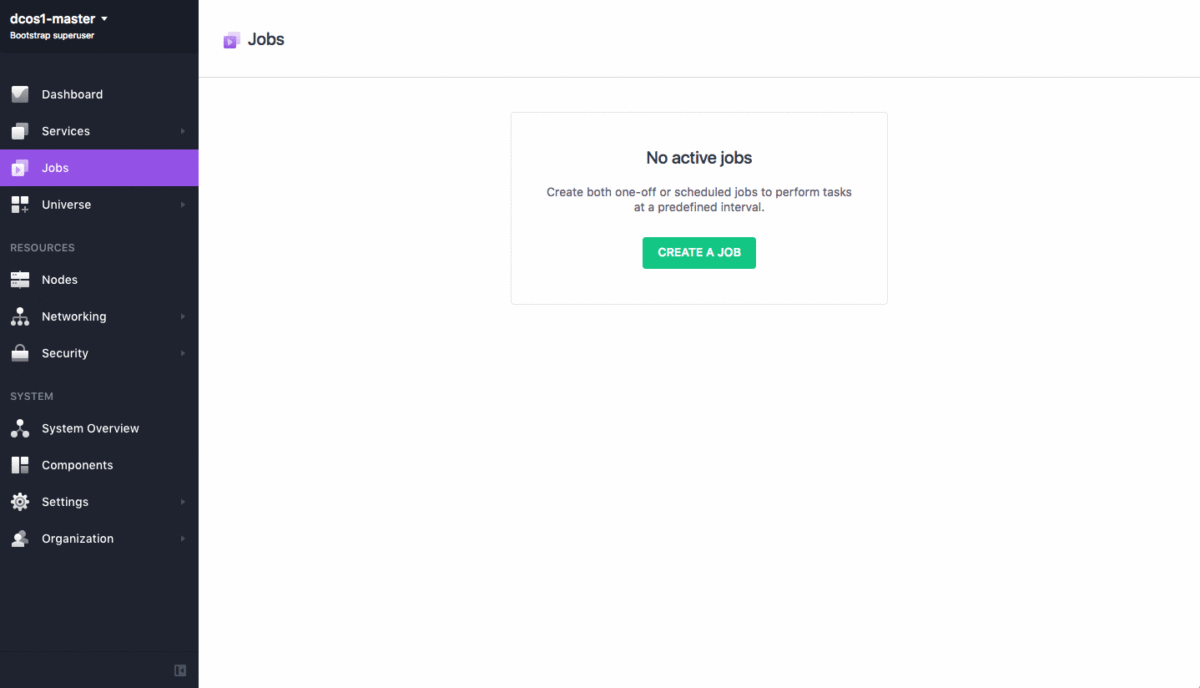 dcos1-master
Bootstrap superuser
Dashboard
Services
Jobs
Universe
RESOURCES
Nodes
Networking
Security
SYSTEM
System Overview
Components
Settings
Organization
Jobs
No active jobs
Create both one-off or scheduled jobs to perform tasks
at a predefined interval.
CREATE A JOB